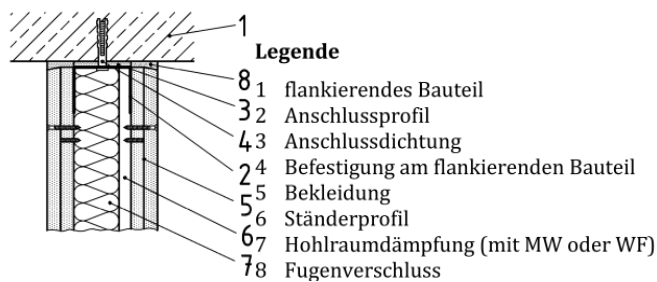 1
8
3
4
2
5
6
7
Legende
1 flankierendes Bauteil
2 Anschlussprofil
3 Anschlussdichtung
4 Befestigung am flankierenden Bauteil
5 Bekleidung
6 Ständerprofil
7 Hohlraumdämpfung (mit MW oder WF)
8 Fugenverschluss